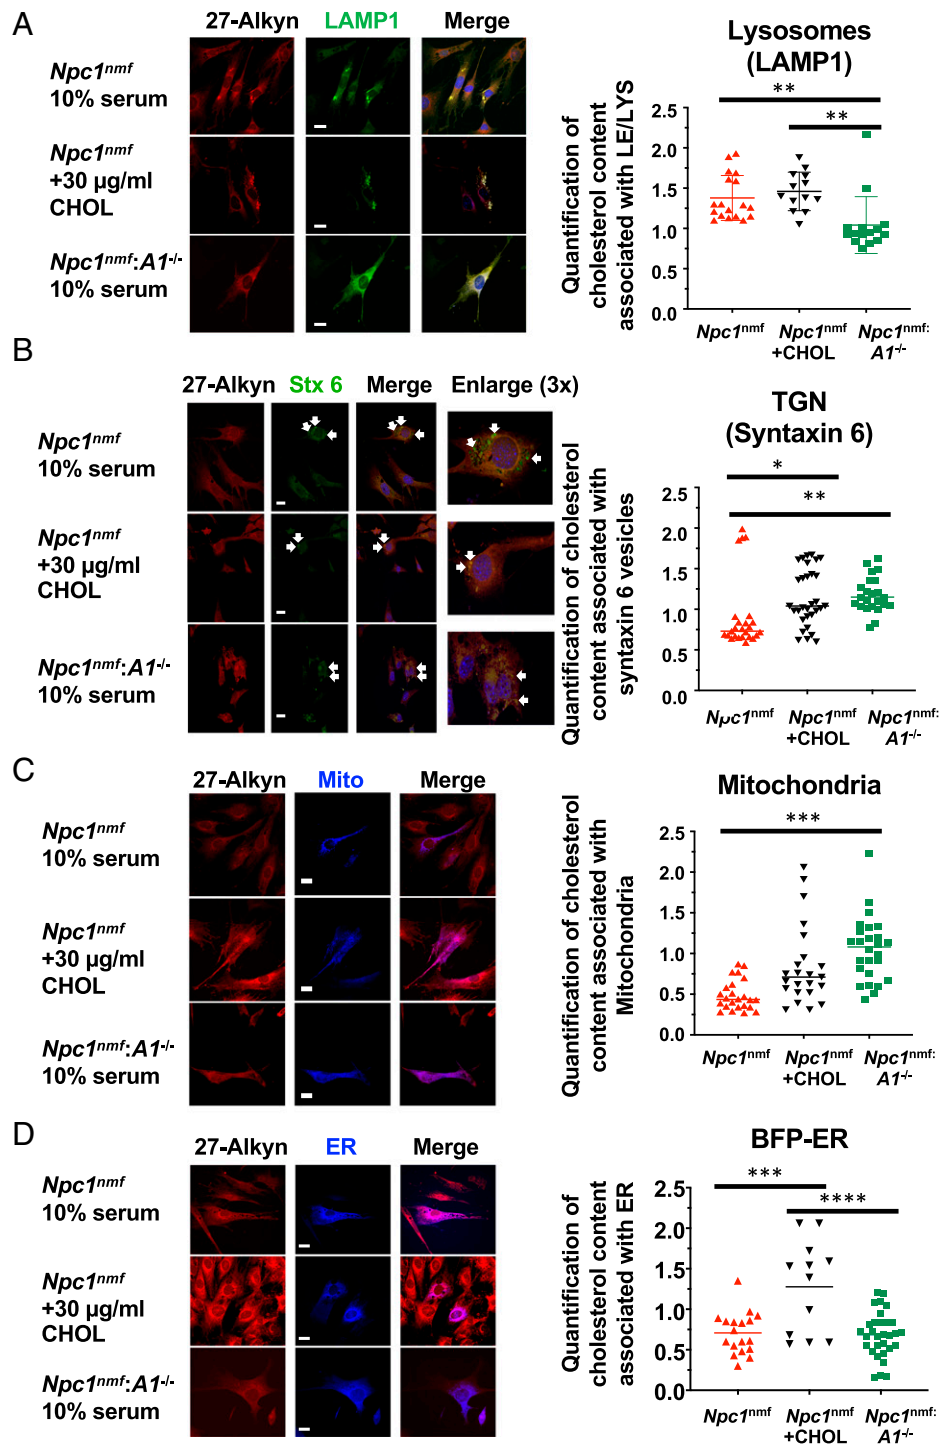 A
27-Alkyn LAMP1 Merge
Npc1nmf
10% serum
Npc1nmf
+30 µg/ml
CHOL
Npc1nmf:A1-/-
10% serum
Lysosomes
(LAMP1)
Quantification of
cholesterol content
associated with LE/LYS
2.5
2.0
1.5
1.0
0.5
0.0
**
**
Npc1nmf
Npc1nmf
+CHOL
Npc1nmf:
A1-/-
B
27-Alkyn Stx 6 Merge Enlarge (3x)
Npc1nmf
10% serum
Npc1nmf
+30 µg/ml
CHOL
Npc1nmf:A1-/-
10% serum
TGN
(Syntaxin 6)
Quantification of cholesterol
content associated with
syntaxin 6 vesicles
2.5
2.0
1.5
1.0
0.5
0.0
*
**
Npc1nmf
Npc1nmf
+CHOL
Npc1nmf:
A1-/-
C
27-Alkyn Mito Merge
Npc1nmf
10% serum
Npc1nmf
+30 µg/ml
CHOL
Npc1nmf:A1-/-
10% serum
Mitochondria
Quantification of cholesterol
content associated with
Mitochondria
2.5
2.0
1.5
1.0
0.5
0.0
***
Npc1nmf
Npc1nmf
+CHOL
Npc1nmf:
A1-/-
D
27-Alkyn ER Merge
Npc1nmf
10% serum
Npc1nmf
+30 µg/ml
CHOL
Npc1nmf:A1-/-
10% serum
BFP-ER
Quantification of
cholesterol content
associated with ER
2.5
2.0
1.5
1.0
0.5
0.0
***
****
Npc1nmf
Npc1nmf
+CHOL
Npc1nmf:
A1-/-